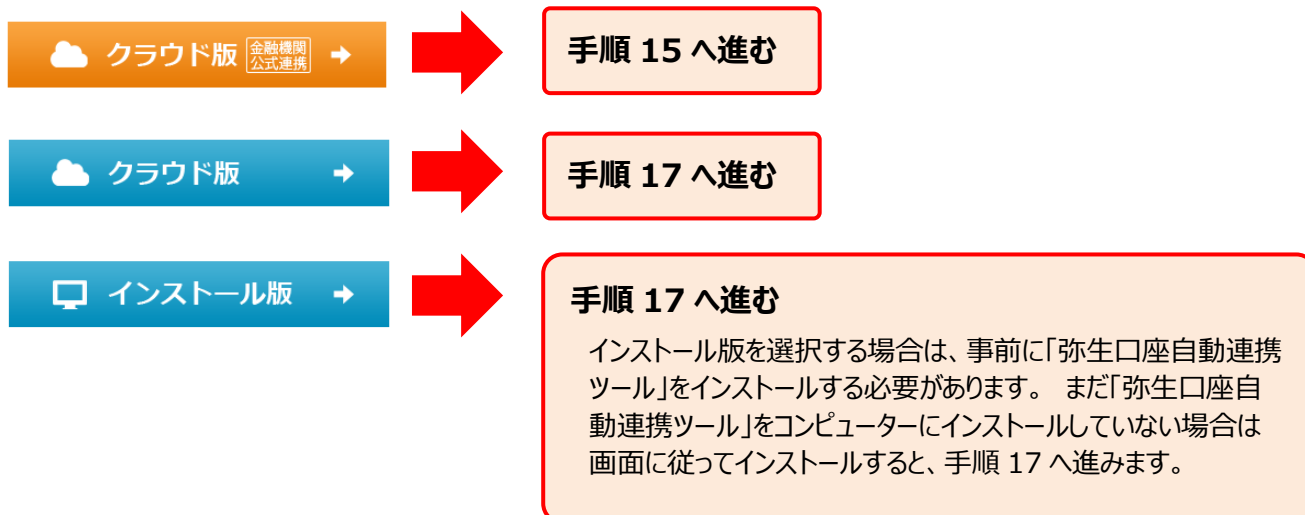 クラウド版 金融機関
公式連携
手順 15 へ進む
クラウド版
手順 17 へ進む
インストール版
手順 17 へ進む
インストール版を選択する場合は、事前に「弥生口座自動連携
ツール」をインストールする必要があります。 まだ「弥生口座自
動連携ツール」をコンピューターにインストールしていない場合は
画面に従ってインストールすると、手順 17 へ進みます。